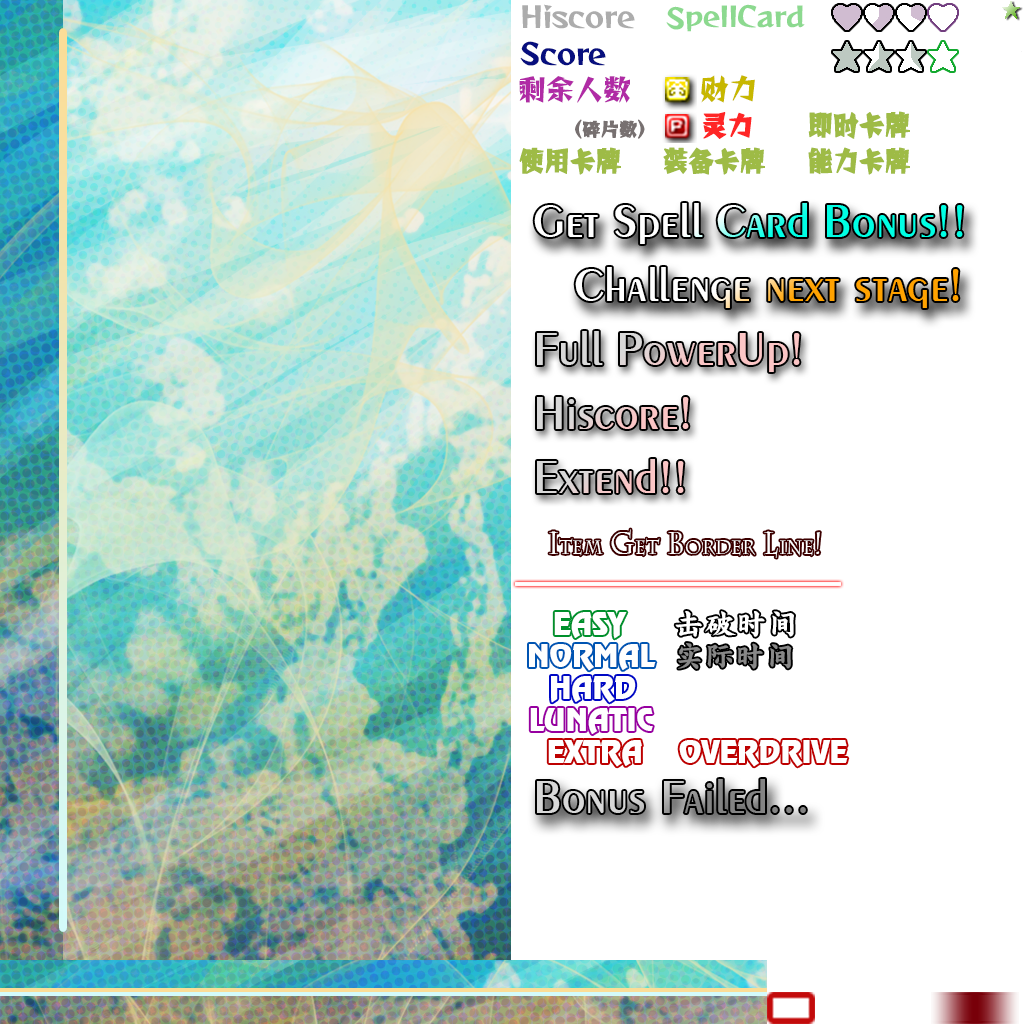 Hiscore SpellCard
Score
剩余人数 财力
(碎片数) P 灵力 即时卡牌
使用卡牌 装备卡牌 能力卡牌
Get Spell Card Bonus!!
Challenge next stage!
Full PowerUp!
Hiscore!
Extend!!
Item Get Border Line!
EASY 击破时间
NORMAL 实际时间
HARD
LUNATIC
EXTRA OVERDRIVE
Bonus Failed...